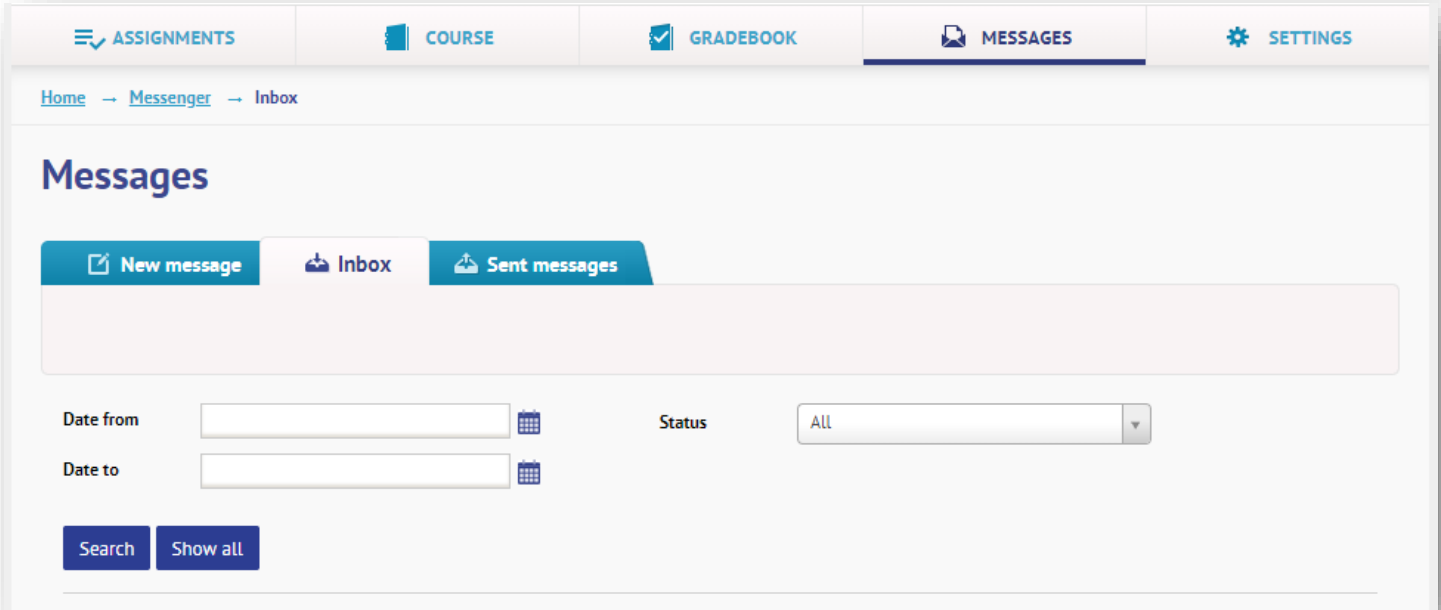 ASSIGNMENTS COURSE GRADEBOOK MESSAGES SETTINGS
Home → Messenger → Inbox
Messages
New message Inbox Sent messages
Date from Status All
Date to
Search Show all